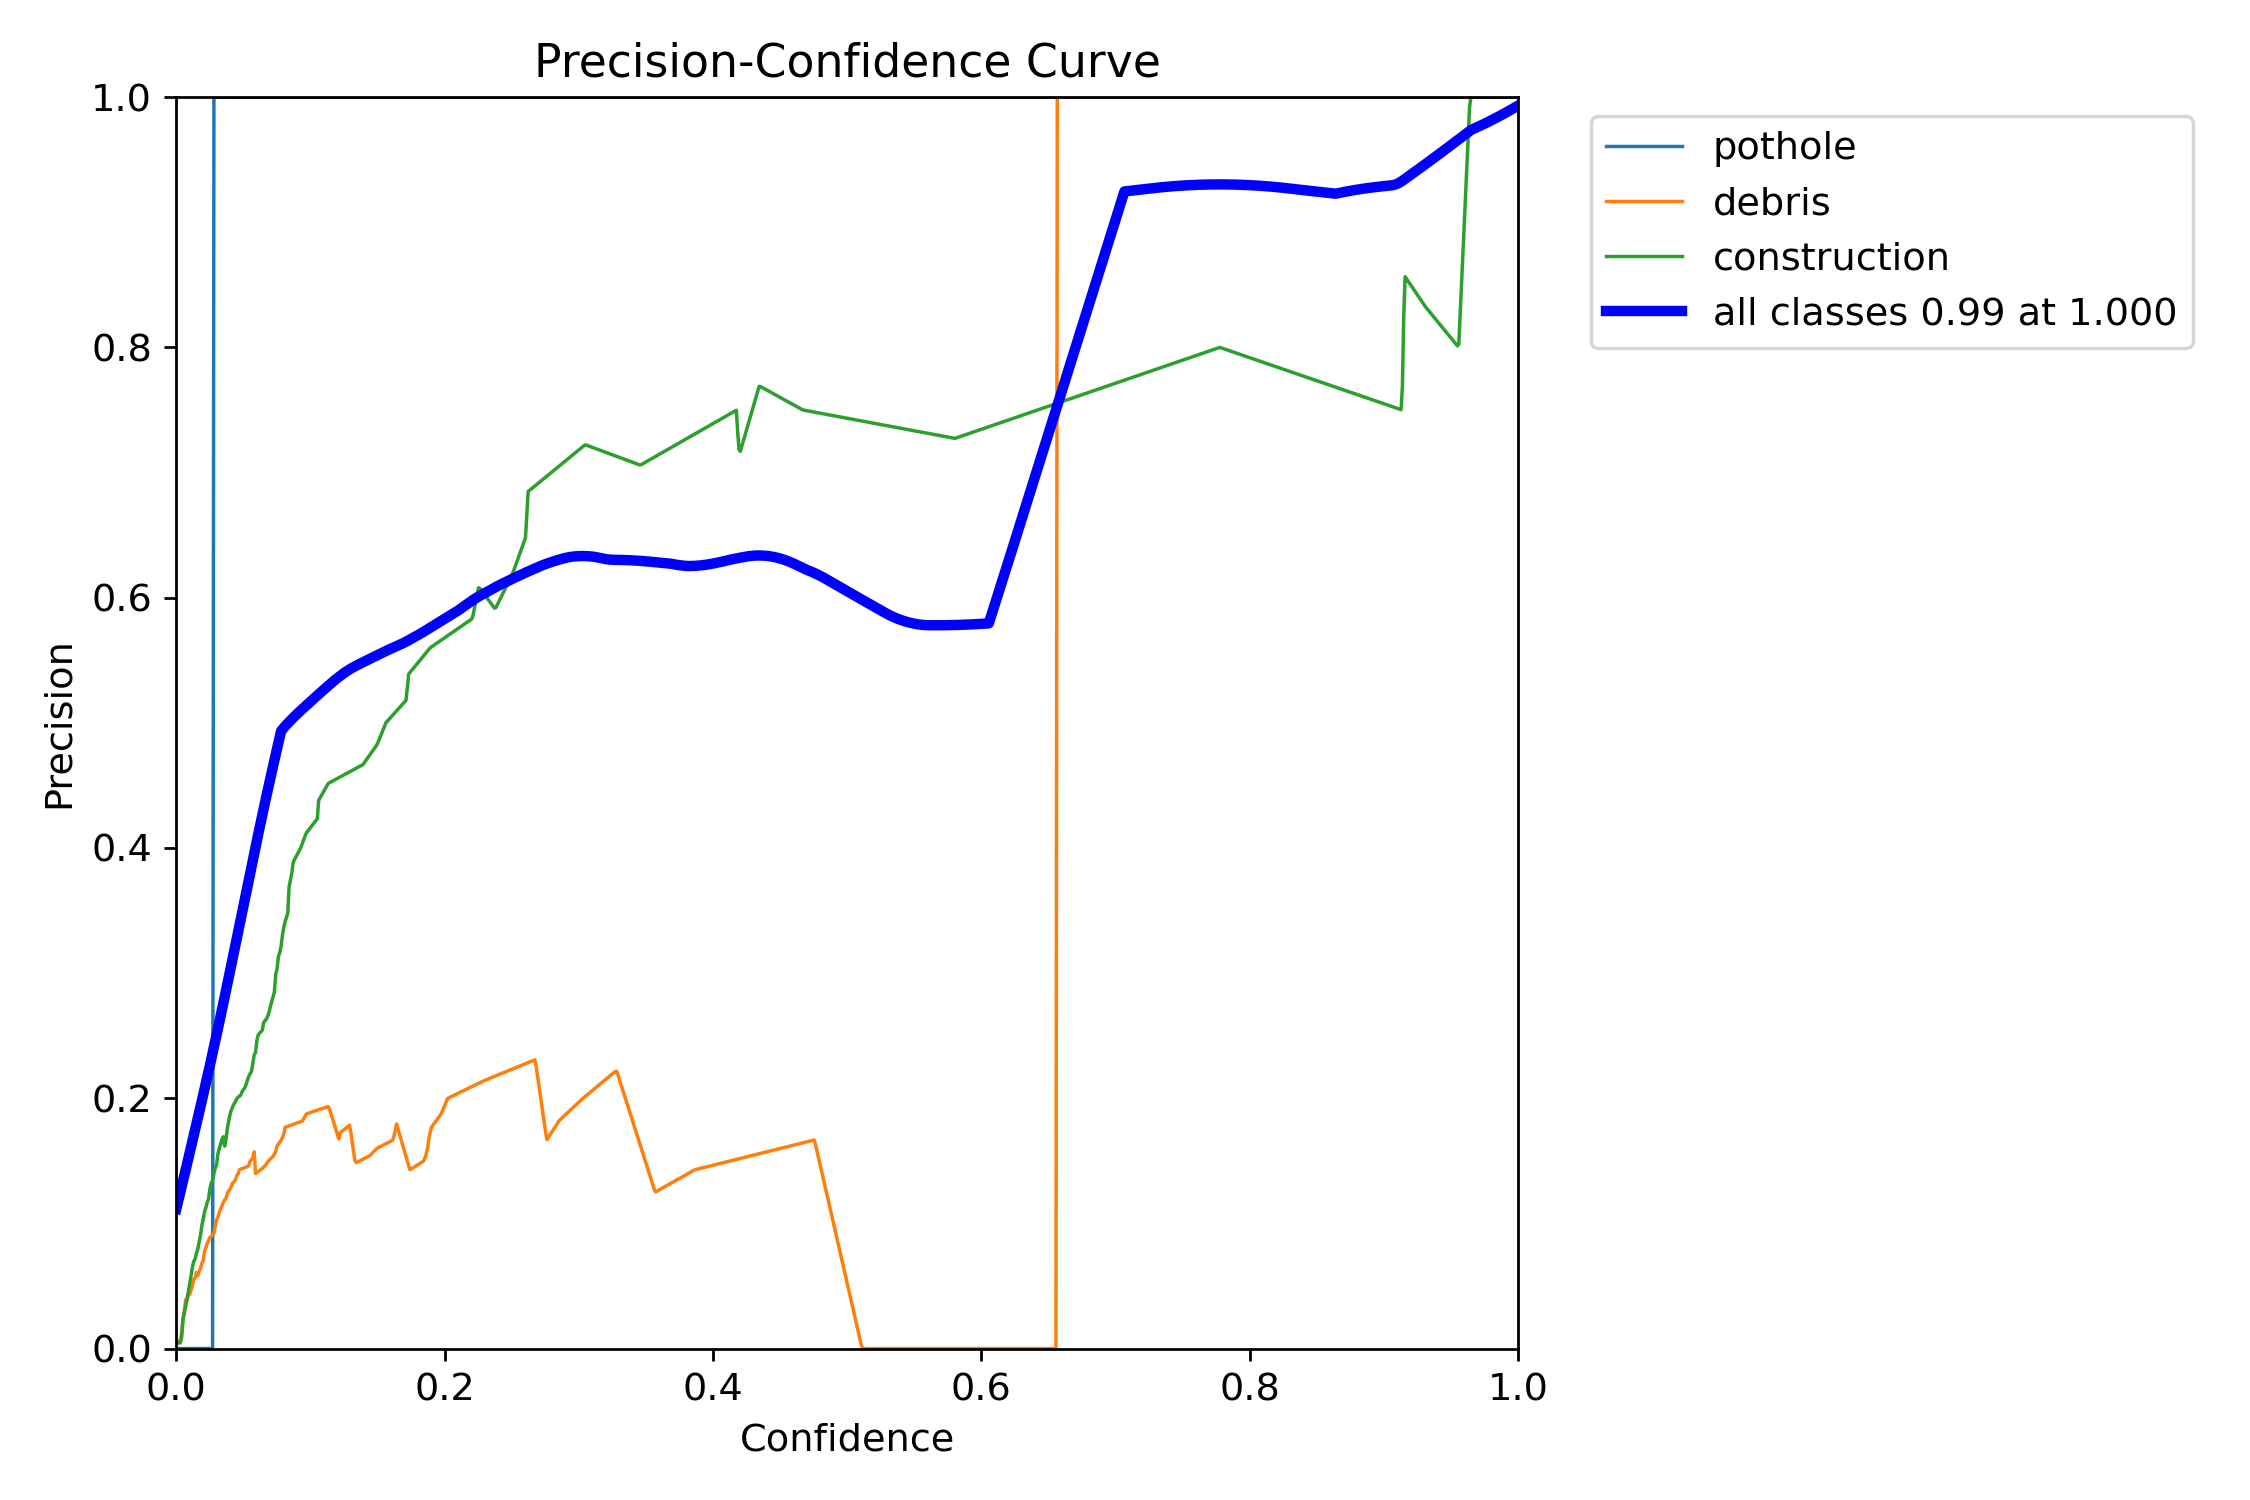 Precision-Confidence Curve
1.0
0.8
0.6
0.4
0.2
0.0
Precision
0.0 0.2 0.4 0.6 0.8 1.0
Confidence
pothole
debris
construction
all classes 0.99 at 1.000